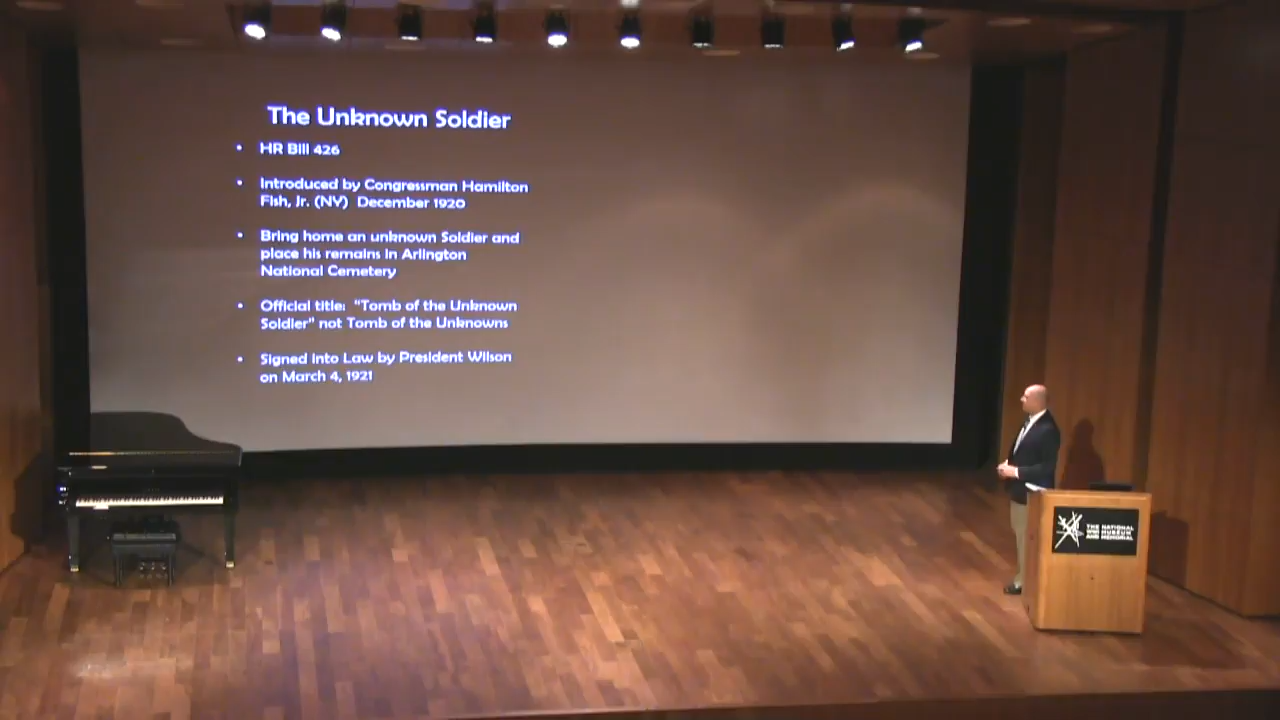 The Unknown Soldier
• HR Bill 426
• Introduced by Congressman Hamilton
Fish, Jr. (NY) December 1920
• Bring home an unknown Soldier and
place his remains in Arlington
National Cemetery
• Official title: "Tomb of the Unknown
Soldier" not Tomb of the Unknowns
• Signed into Law by President Wilson
on March 4, 1921
THE NATIONAL
WWI MUSEUM
AND MEMORIAL